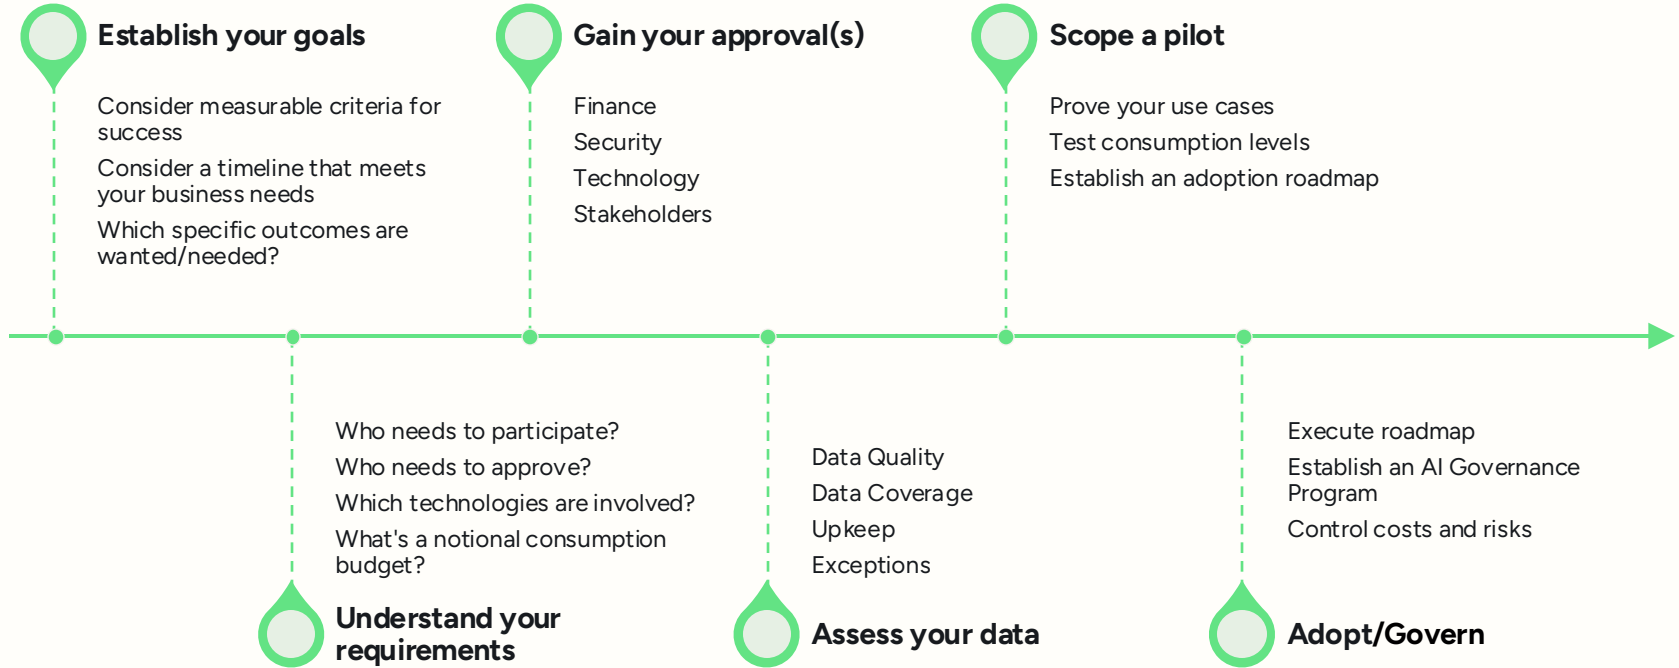 Establish your goals
Consider measurable criteria for
success
Consider a timeline that meets
your business needs
Which specific outcomes are
wanted/needed?
Gain your approval(s)
Finance
Security
Technology
Stakeholders
Scope a pilot
Prove your use cases
Test consumption levels
Establish an adoption roadmap
Who needs to participate?
Who needs to approve?
Which technologies are involved?
What's a notional consumption
budget?
Understand your
requirements
Data Quality
Data Coverage
Upkeep
Exceptions
Assess your data
Execute roadmap
Establish an AI Governance
Program
Control costs and risks
Adopt/Govern